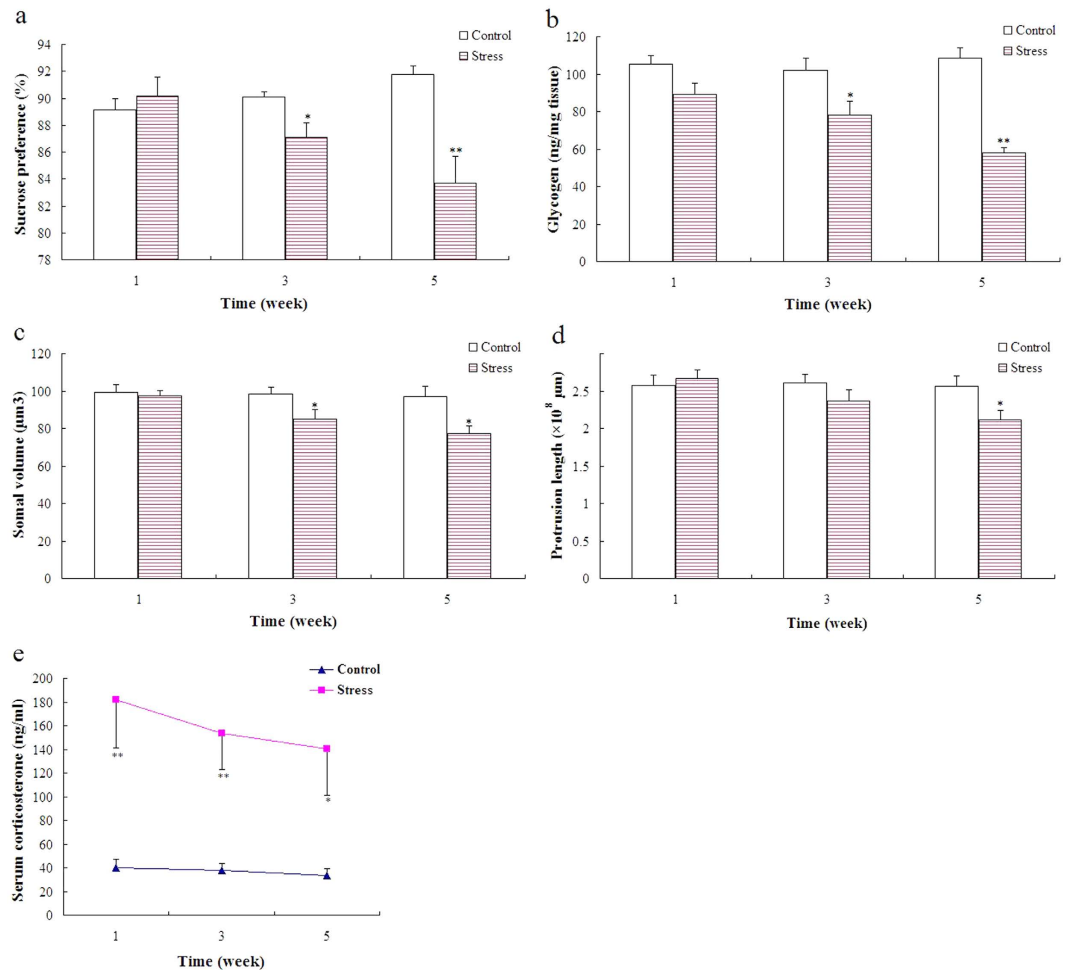 a
Control
Stress
Sucrose preference (%)
94
92
90
88
86
84
82
80
78
*
**
1
3
5
Time (week)
b
Control
Stress
Glycogen (ng/mg tissue)
120
100
80
60
40
20
0
*
**
1
3
5
Time (week)
c
Control
Stress
Somal volume (μm3)
120
100
80
60
40
20
0
*
*
1
3
5
Time (week)
d
Control
Stress
Protrusion length (×10⁸ μm)
3
2.5
2
1.5
1
0.5
0
*
1
3
5
Time (week)
e
Control
Stress
Serum corticosterone (ng/ml)
200
180
160
140
120
100
80
60
40
20
0
**
**
*
1
3
5
Time (week)